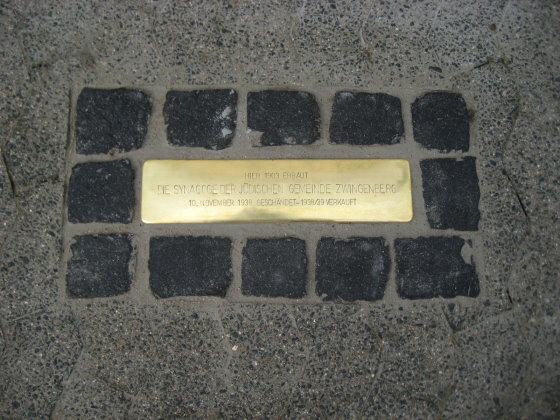 HIER 1903 ERBAUT
DIE SYNAGOGE DER JÜDISCHEN GEMEINDE ZWINGENBERG
10. NOVEMBER 1938 GESCHÄNDET - 1938/39 VERKAUFT